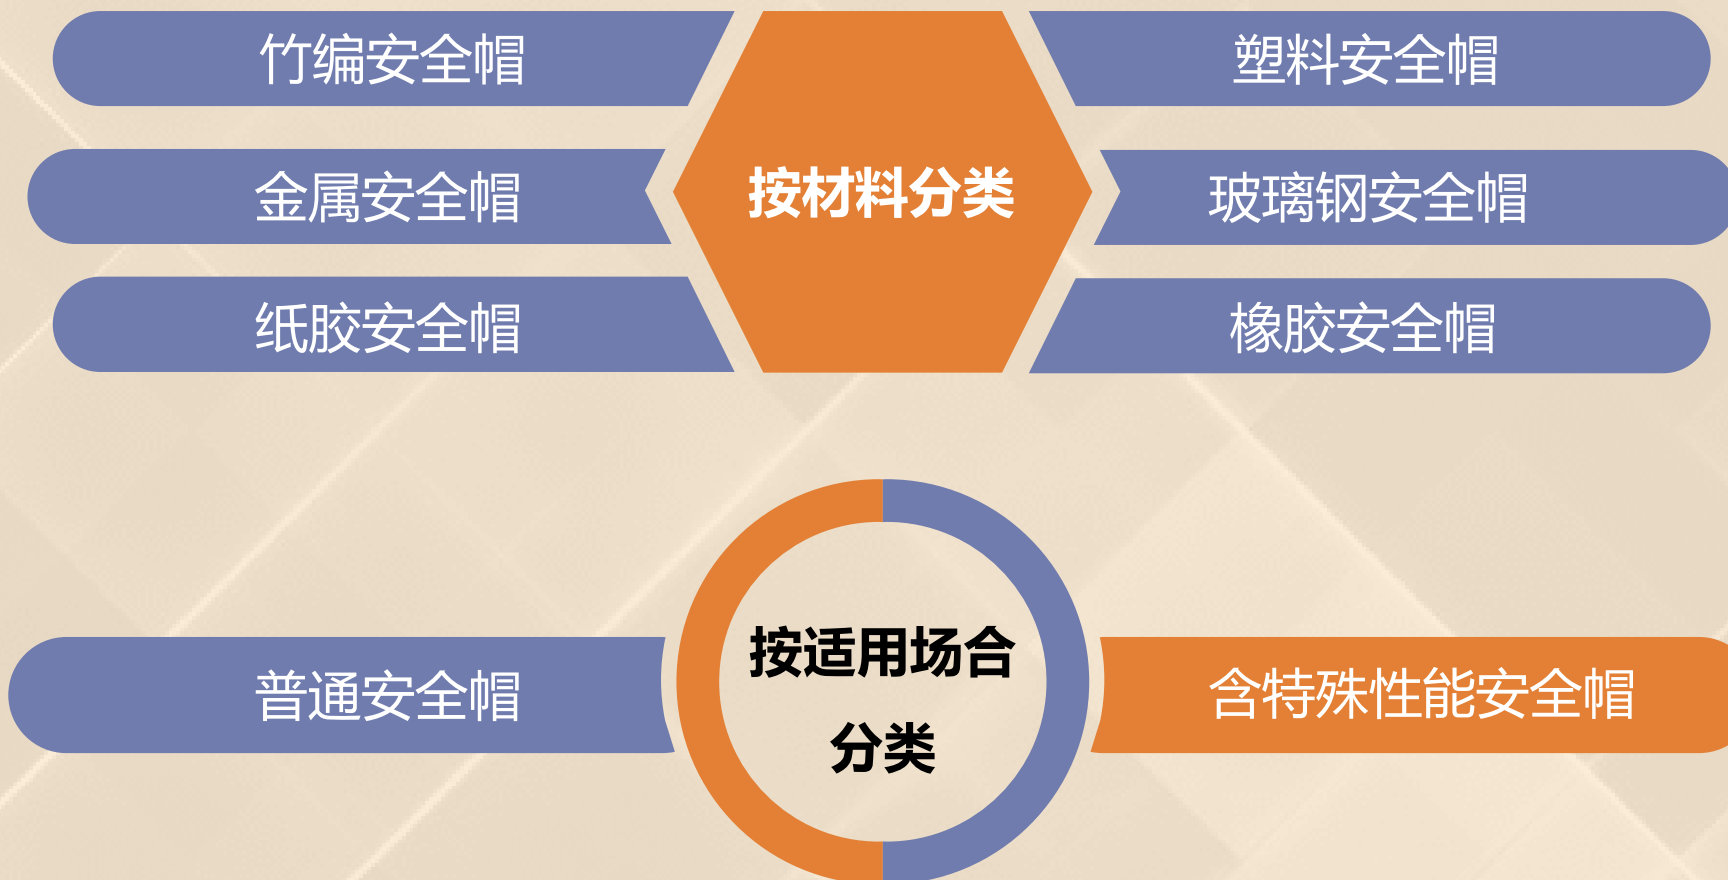 竹编安全帽
塑料安全帽
按材料分类
金属安全帽
玻璃钢安全帽
纸胶安全帽
橡胶安全帽
按适用场合
分类
普通安全帽
含特殊性能安全帽